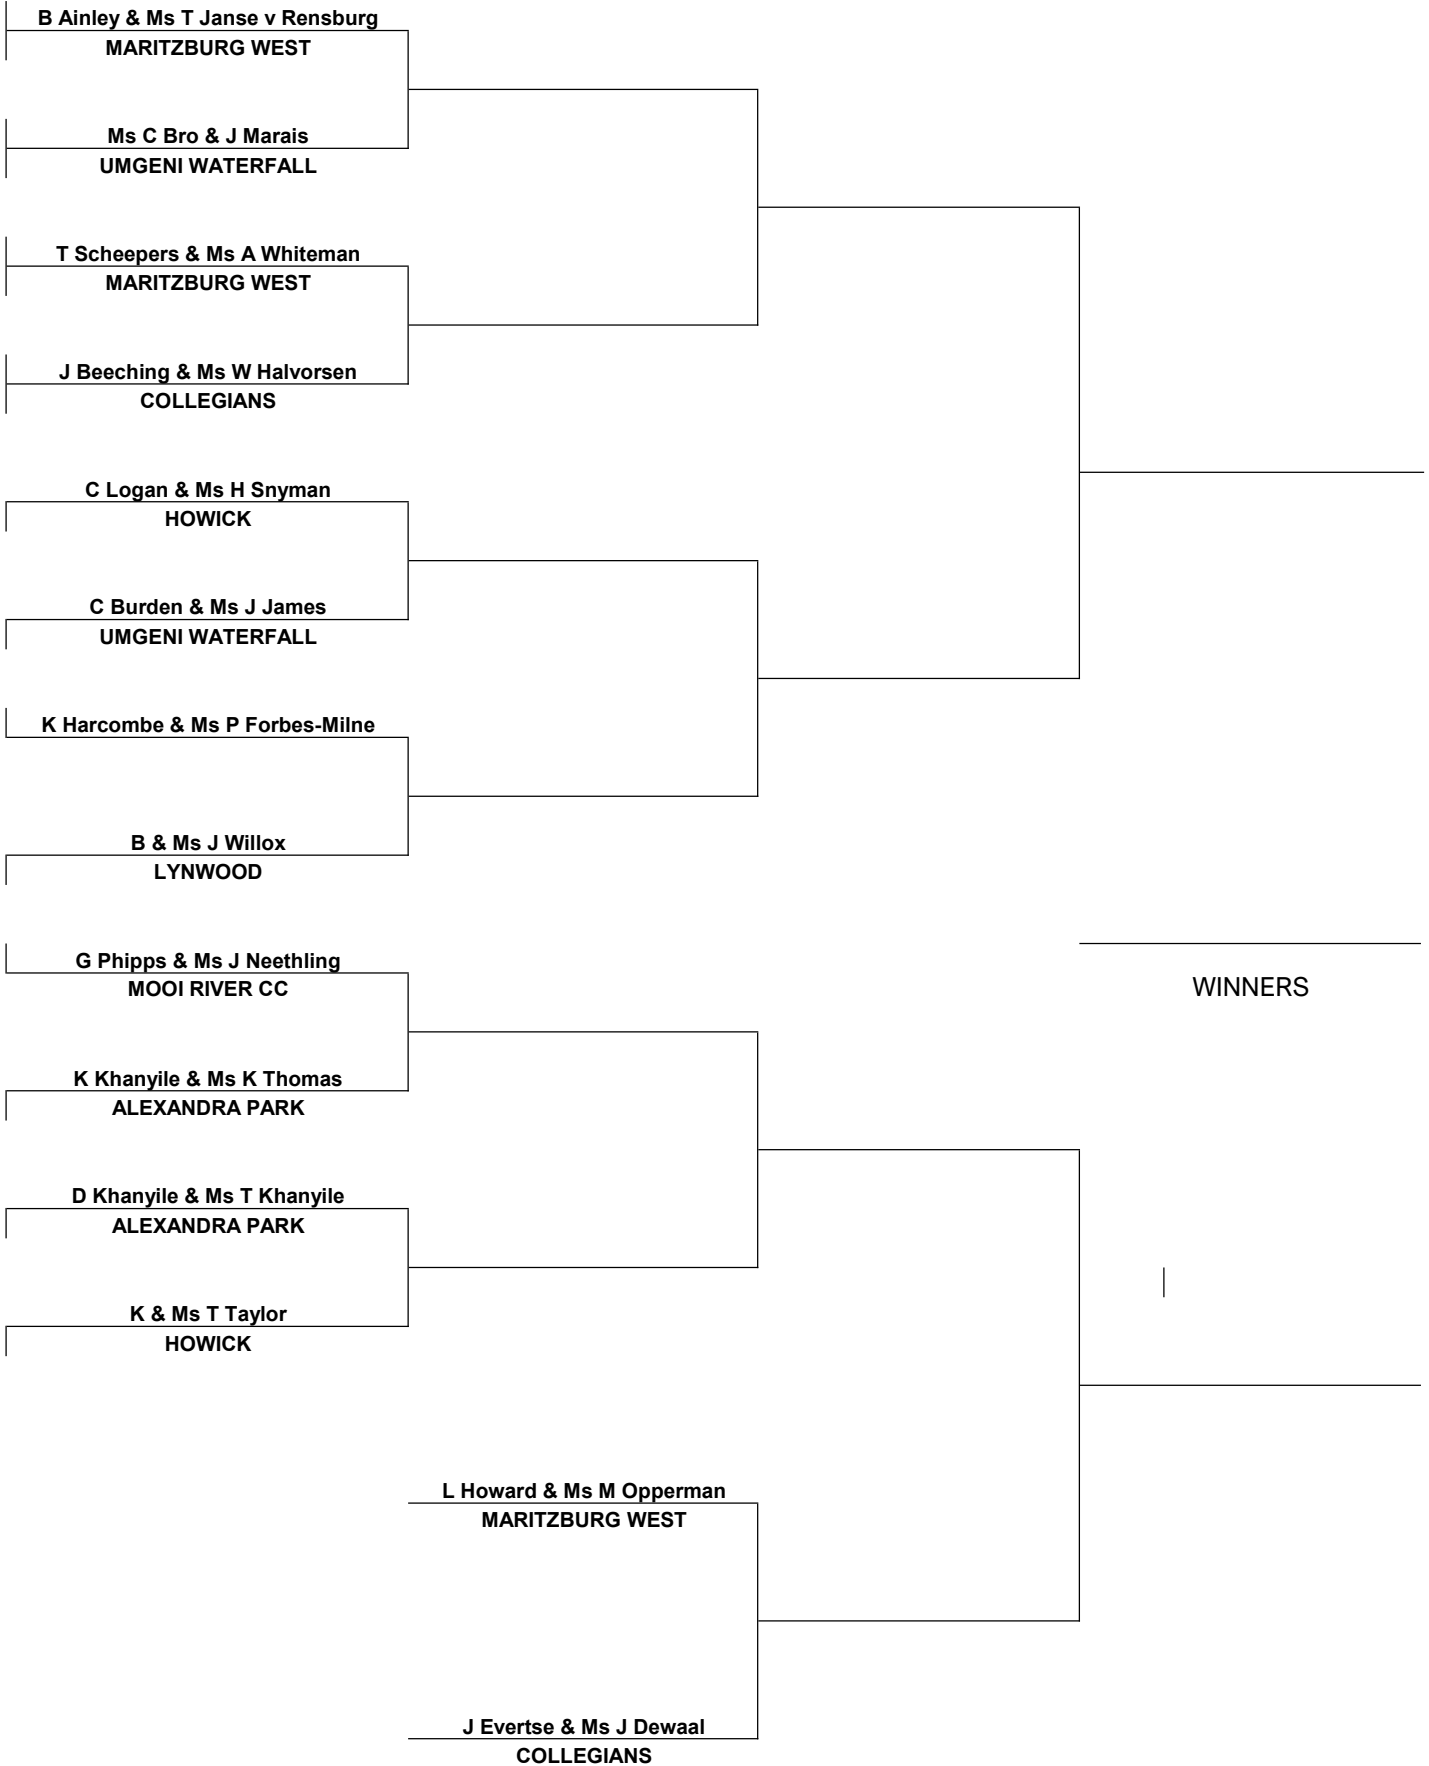 B Ainley & Ms T Janse v Rensburg
MARITZBURG WEST
Ms C Bro & J Marais
UMGENI WATERFALL
T Scheepers & Ms A Whiteman
MARITZBURG WEST
J Beeching & Ms W Halvorsen
COLLEGIANS
C Logan & Ms H Snyman
HOWICK
C Burden & Ms J James
UMGENI WATERFALL
K Harcombe & Ms P Forbes-Milne
B & Ms J Willox
LYNWOOD
G Phipps & Ms J Neethling
MOOI RIVER CC
WINNERS
K Khanyile & Ms K Thomas
ALEXANDRA PARK
D Khanyile & Ms T Khanyile
ALEXANDRA PARK
K & Ms T Taylor
HOWICK
L Howard & Ms M Opperman
MARITZBURG WEST
J Evertse & Ms J Dewaal
COLLEGIANS